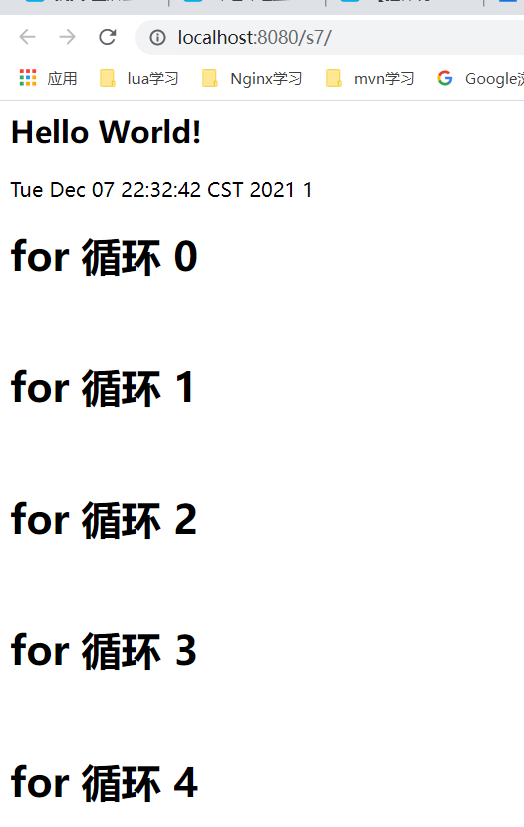 localhost:8080/s7/
应用 lua学习 Nginx学习 mvn学习 Google
Hello World!
Tue Dec 07 22:32:42 CST 2021 1
for 循环 0
for 循环 1
for 循环 2
for 循环 3
for 循环 4